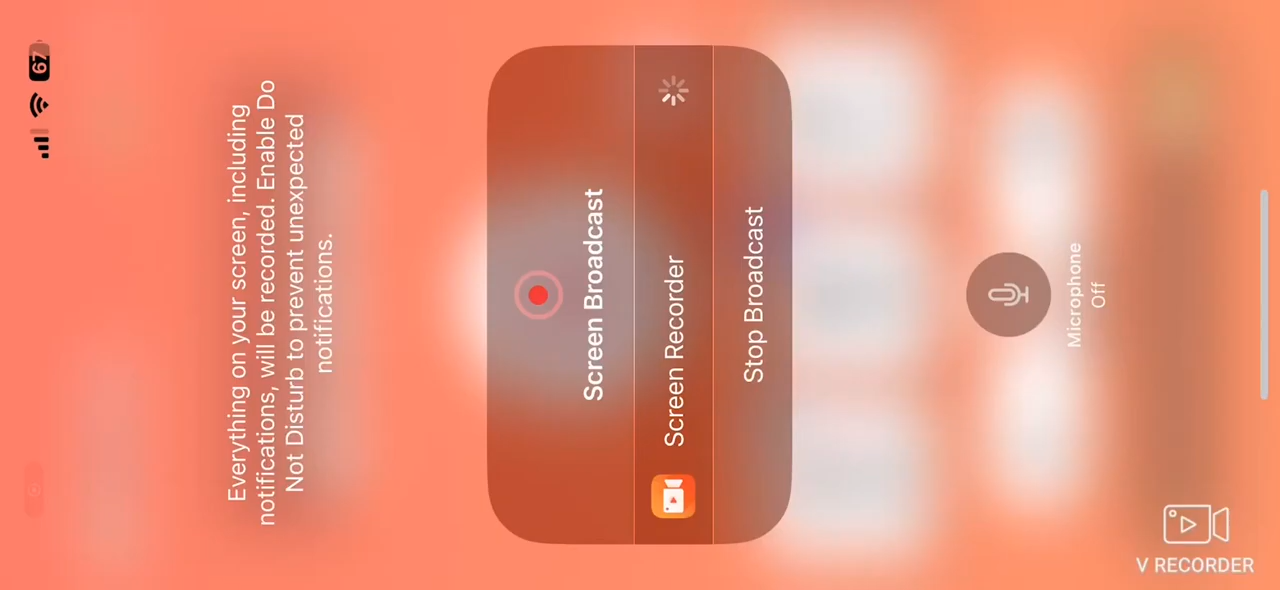 67
Everything on your screen, including
notifications, will be recorded. Enable Do
Not Disturb to prevent unexpected
notifications.
Screen Broadcast
Screen Recorder
Stop Broadcast
Microphone
Off
V RECORDER